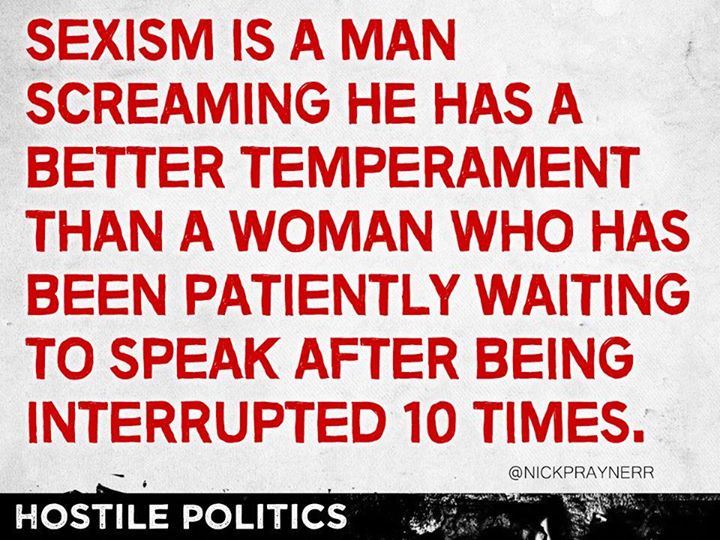 SEXISM IS A MAN
SCREAMING HE HAS A
BETTER TEMPERAMENT
THAN A WOMAN WHO HAS
BEEN PATIENTLY WAITING
TO SPEAK AFTER BEING
INTERRUPTED 10 TIMES.
@NICKPRAYNERR
HOSTILE POLITICS